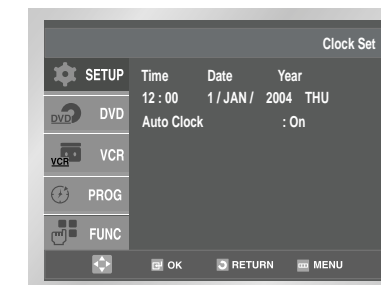 Clock Set
SETUP
DVD
DVD
VCR
VCR
PROG
FUNC
Time Date Year
12 : 00 1 / JAN / 2004 THU
Auto Clock : On
OK RETURN MENU